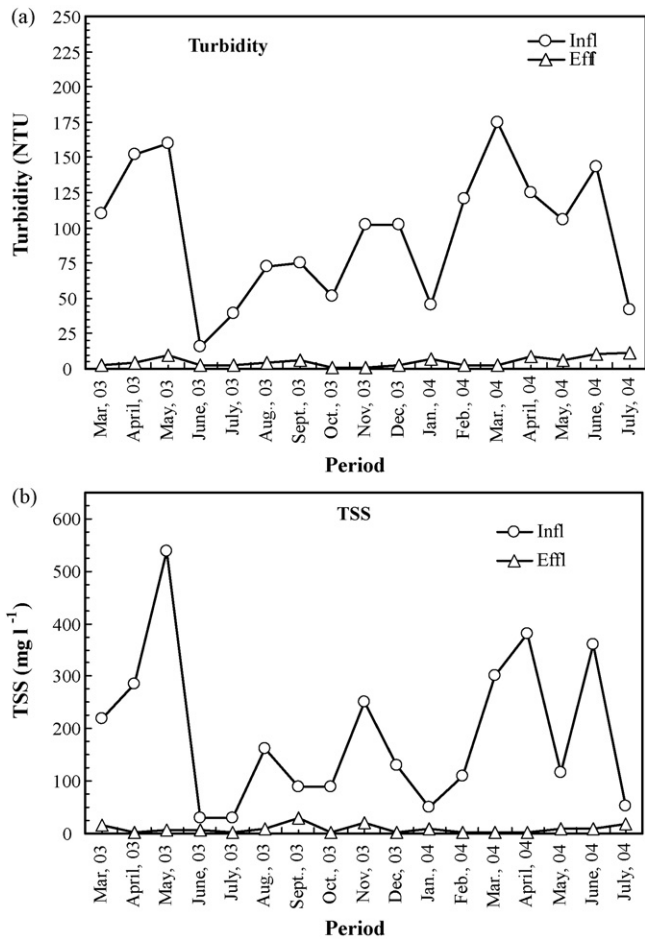 (a)
Turbidity
Infl
Eff
Turbidity (NTU
250
225
200
175
150
125
100
75
50
25
0
Mar, 03
April, 03
May, 03
June, 03
July, 03
Aug., 03
Sept., 03
Oct., 03
Nov, 03
Dec, 03
Jan., 04
Feb., 04
Mar., 04
April, 04
May, 04
June, 04
July, 04
Period
(b)
TSS
Infl
Effl
TSS (mg l⁻¹)
600
500
400
300
200
100
0
Mar, 03
April, 03
May, 03
June, 03
July, 03
Aug., 03
Sept., 03
Oct., 03
Nov, 03
Dec, 03
Jan., 04
Feb., 04
Mar., 04
April, 04
May, 04
June, 04
July, 04
Period